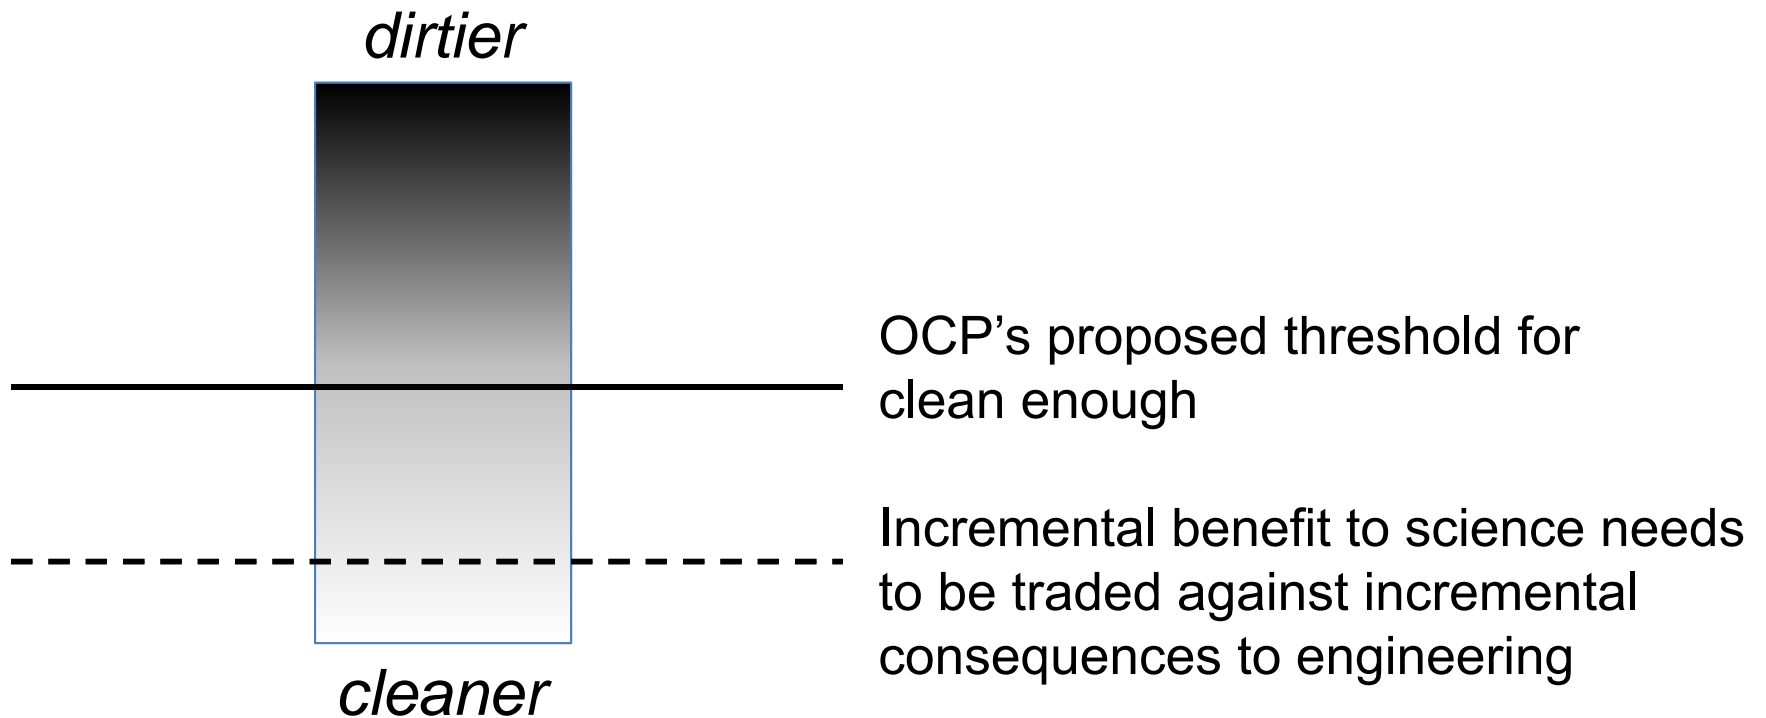 dirtier
OCP’s proposed threshold for
clean enough
Incremental benefit to science needs
to be traded against incremental
consequences to engineering
cleaner